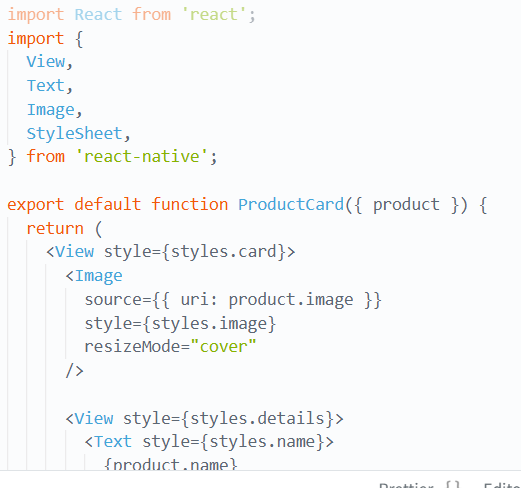 import React from 'react';
import {
  View,
  Text,
  Image,
  StyleSheet,
} from 'react-native';

export default function ProductCard({ product }) {
  return (
    <View style={styles.card}>
      <Image
        source={{ uri: product.image }}
        style={styles.image}
        resizeMode="cover"
      />

      <View style={styles.details}>
        <Text style={styles.name}>
          {product.name}
Prettier {}